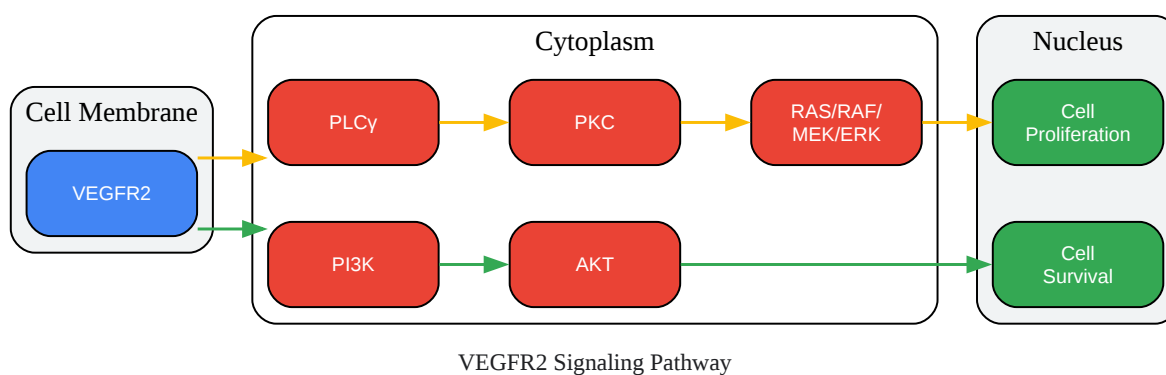 Cytoplasm
Nucleus
Cell Membrane
PLCγ
PKC
RAS/RAF/
MEK/ERK
Cell
Proliferation
VEGFR2
PI3K
AKT
Cell
Survival
VEGFR2 Signaling Pathway